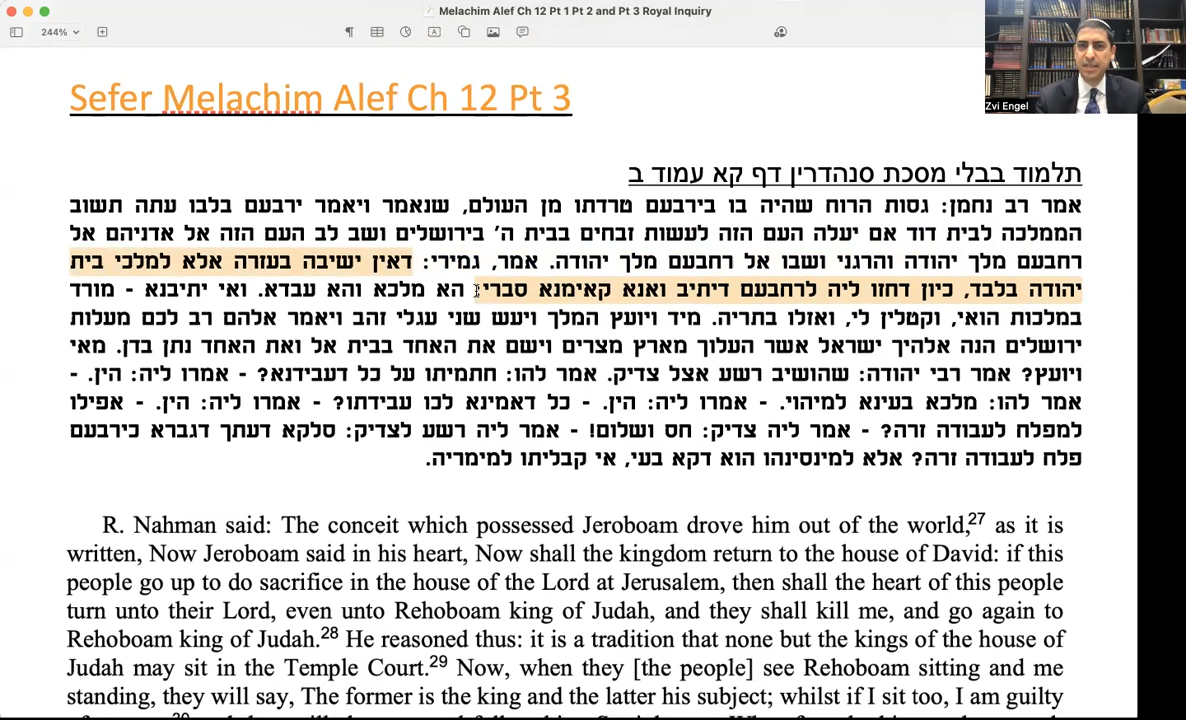 Melachim Alef Ch 12 Pt 1 Pt 2 and Pt 3 Royal Inquiry
244%
Zvi Engel
Sefer Melachim Alef Ch 12 Pt 3
תלמוד בבלי מסכת סנהדרין דף קא עמוד ב
אמר רב נחמן: גסות הרוח שהיה בו בירבעם טרדתו מן העולם, שנאמר ויאמר ירבעם בלבו עתה תשוב
הממלכה לבית דוד אם יעלה העם הזה לעשות זבחים בבית ה' בירושלים ושב לב העם הזה אל אדניהם אל
רחבעם מלך יהודה והרגני ושבו אל רחבעם מלך יהודה. אמר, גמירי: דאין ישיבה בעזרה אלא למלכי בית
יהודה בלבד, כיון דחזו ליה לרחבעם דיתיב ואנא קאימנא סברי: הא מלכא והא עבדא. ואי יתיבנא - מורד
במלכות הואי, וקטלין לי, ואזלו בתריה. מיד ויועץ המלך ויעש שני עגלי זהב ויאמר אלהם רב לכם מעלות
ירושלים הנה אלהיך ישראל אשר העלוך מארץ מצרים וישם את האחד בבית אל ואת האחד נתן בדן. מאי
ויועץ? אמר רבי יהודה: שהושיב רשע אצל צדיק. אמר להו: חתמיתו על כל דעבידנא? - אמרו ליה: הין. -
אמר להו: מלכא בעינא למיהוי. - אמרו ליה: הין. - כל דאמינא לכו עבידתו? - אמרו ליה: הין. - אפילו
למפלח לעבודה זרה? - אמר ליה צדיק: חס ושלום! - אמר ליה רשע לצדיק: סלקא דעתך דגברא כירבעם
פלח לעבודה זרה? אלא למינסינהו הוא דקא בעי, אי קבליתו למימריה.
R. Nahman said: The conceit which possessed Jeroboam drove him out of the world,27 as it is
written, Now Jeroboam said in his heart, Now shall the kingdom return to the house of David: if this
people go up to do sacrifice in the house of the Lord at Jerusalem, then shall the heart of this people
turn unto their Lord, even unto Rehoboam king of Judah, and they shall kill me, and go again to
Rehoboam king of Judah.28 He reasoned thus: it is a tradition that none but the kings of the house of
Judah may sit in the Temple Court.29 Now, when they [the people] see Rehoboam sitting and me
standing, they will say, The former is the king and the latter his subject; whilst if I sit too, I am guilty